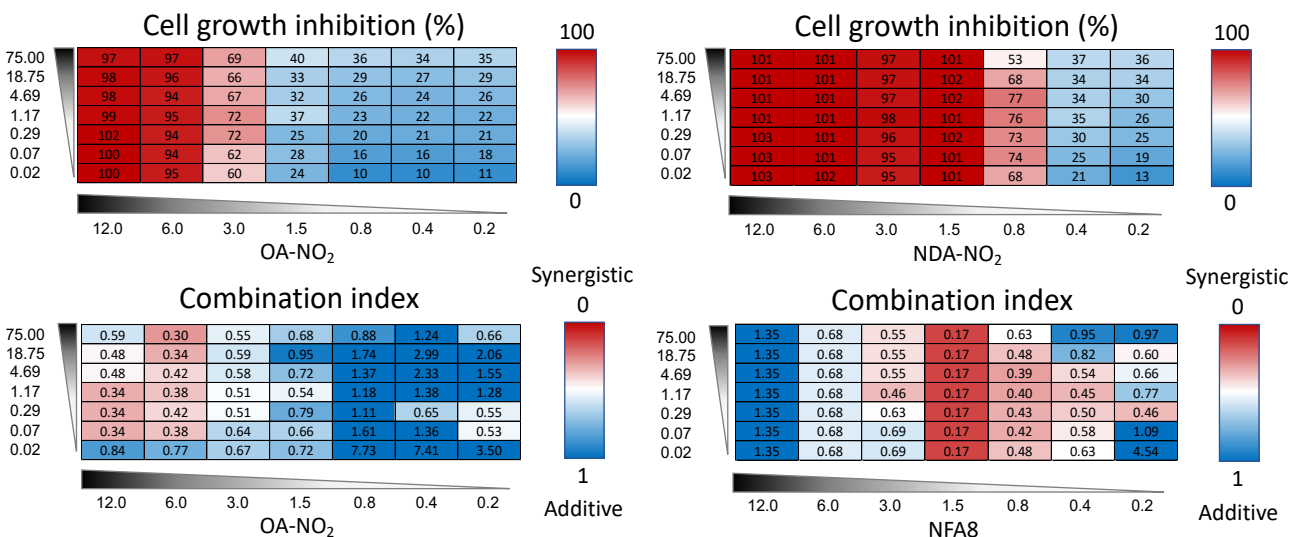 Cell growth inhibition (%)
75.00 97 97 69 40 36 34 35
18.75 98 96 66 33 29 27 29
4.69 98 94 67 32 26 24 26
1.17 99 95 72 37 23 22 22
0.29 102 94 72 25 20 21 21
0.07 100 94 62 28 16 16 18
0.02 100 95 60 24 10 10 11
12.0 6.0 3.0 1.5 0.8 0.4 0.2
OA-NO₂
100
0
Cell growth inhibition (%)
75.00 101 101 97 101 53 37 36
18.75 101 101 97 102 68 34 34
4.69 101 101 97 102 77 34 30
1.17 101 101 98 101 76 35 26
0.29 103 101 96 102 73 30 25
0.07 103 101 95 101 74 25 19
0.02 103 102 95 101 68 21 13
12.0 6.0 3.0 1.5 0.8 0.4 0.2
NDA-NO₂
100
0
Combination index
75.00 0.59 0.30 0.55 0.68 0.88 1.24 0.66
18.75 0.48 0.34 0.59 0.95 1.74 2.99 2.06
4.69 0.48 0.42 0.58 0.72 1.37 2.33 1.55
1.17 0.34 0.38 0.51 0.54 1.18 1.38 1.28
0.29 0.34 0.42 0.51 0.79 1.11 0.65 0.55
0.07 0.34 0.38 0.64 0.66 1.61 1.36 0.53
0.02 0.84 0.77 0.67 0.72 7.73 7.41 3.50
12.0 6.0 3.0 1.5 0.8 0.4 0.2
OA-NO₂
Synergistic
0
1
Additive
Combination index
75.00 1.35 0.68 0.55 0.17 0.63 0.95 0.97
18.75 1.35 0.68 0.55 0.17 0.48 0.82 0.60
4.69 1.35 0.68 0.55 0.17 0.39 0.54 0.66
1.17 1.35 0.68 0.46 0.17 0.40 0.45 0.77
0.29 1.35 0.68 0.63 0.17 0.43 0.50 0.46
0.07 1.35 0.68 0.69 0.17 0.42 0.58 1.09
0.02 1.35 0.68 0.69 0.17 0.48 0.63 4.54
12.0 6.0 3.0 1.5 0.8 0.4 0.2
NFA8
Synergistic
0
1
Additive